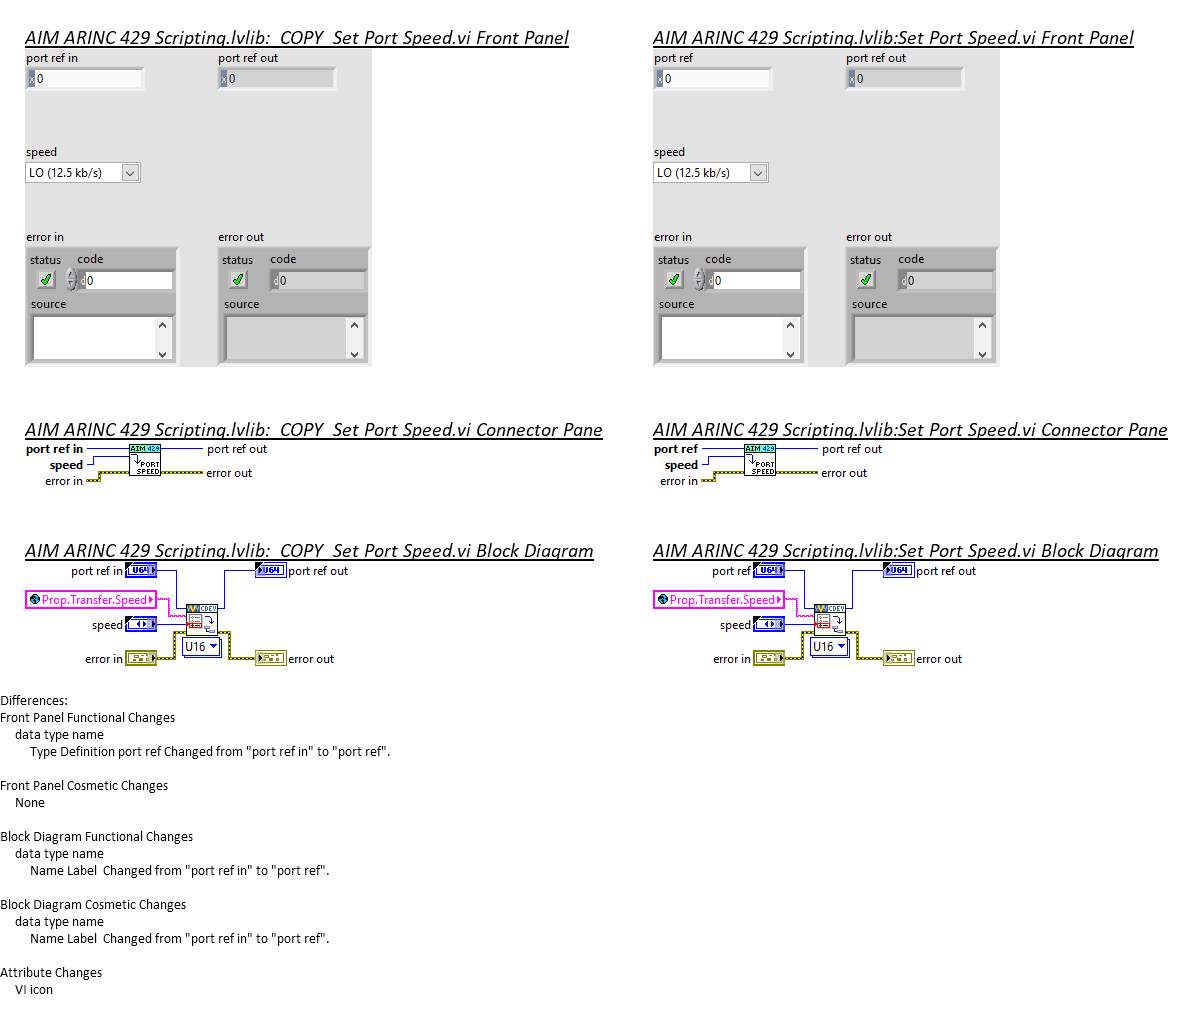 AIM ARINC 429 Scripting.lvlib:_COPY_Set Port Speed.vi Front Panel
port ref in
port ref out
x 0
x 0
speed
LO (12.5 kb/s)
error in
error out
status
code
status
code
d 0
d 0
source
source
AIM ARINC 429 Scripting.lvlib:Set Port Speed.vi Front Panel
port ref
port ref out
x 0
x 0
speed
LO (12.5 kb/s)
error in
error out
status
code
status
code
d 0
d 0
source
source
AIM ARINC 429 Scripting.lvlib:_COPY_Set Port Speed.vi Connector Pane
port ref in
speed
error in
AIM 429
PORT
SPEED
port ref out
error out
AIM ARINC 429 Scripting.lvlib:Set Port Speed.vi Connector Pane
port ref
speed
error in
AIM 429
PORT
SPEED
port ref out
error out
AIM ARINC 429 Scripting.lvlib:_COPY_Set Port Speed.vi Block Diagram
port ref in
U64
U64
port ref out
Prop.Transfer.Speed
CDEV
speed
U16
error in
error out
AIM ARINC 429 Scripting.lvlib:Set Port Speed.vi Block Diagram
port ref
U64
U64
port ref out
Prop.Transfer.Speed
CDEV
speed
U16
error in
error out
Differences:
Front Panel Functional Changes
data type name
Type Definition port ref Changed from "port ref in" to "port ref".
Front Panel Cosmetic Changes
None
Block Diagram Functional Changes
data type name
Name Label  Changed from "port ref in" to "port ref".
Block Diagram Cosmetic Changes
data type name
Name Label  Changed from "port ref in" to "port ref".
Attribute Changes
VI icon